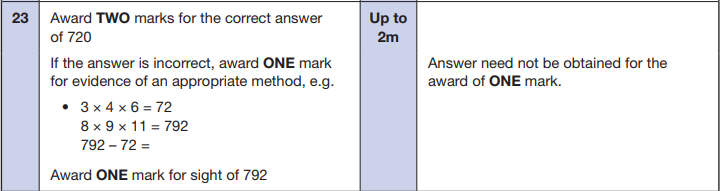 23
Award TWO marks for the correct answer
of 720
If the answer is incorrect, award ONE mark
for evidence of an appropriate method, e.g.
• 3 × 4 × 6 = 72
8 × 9 × 11 = 792
792 – 72 =
Award ONE mark for sight of 792
Up to
2m
Answer need not be obtained for the
award of ONE mark.